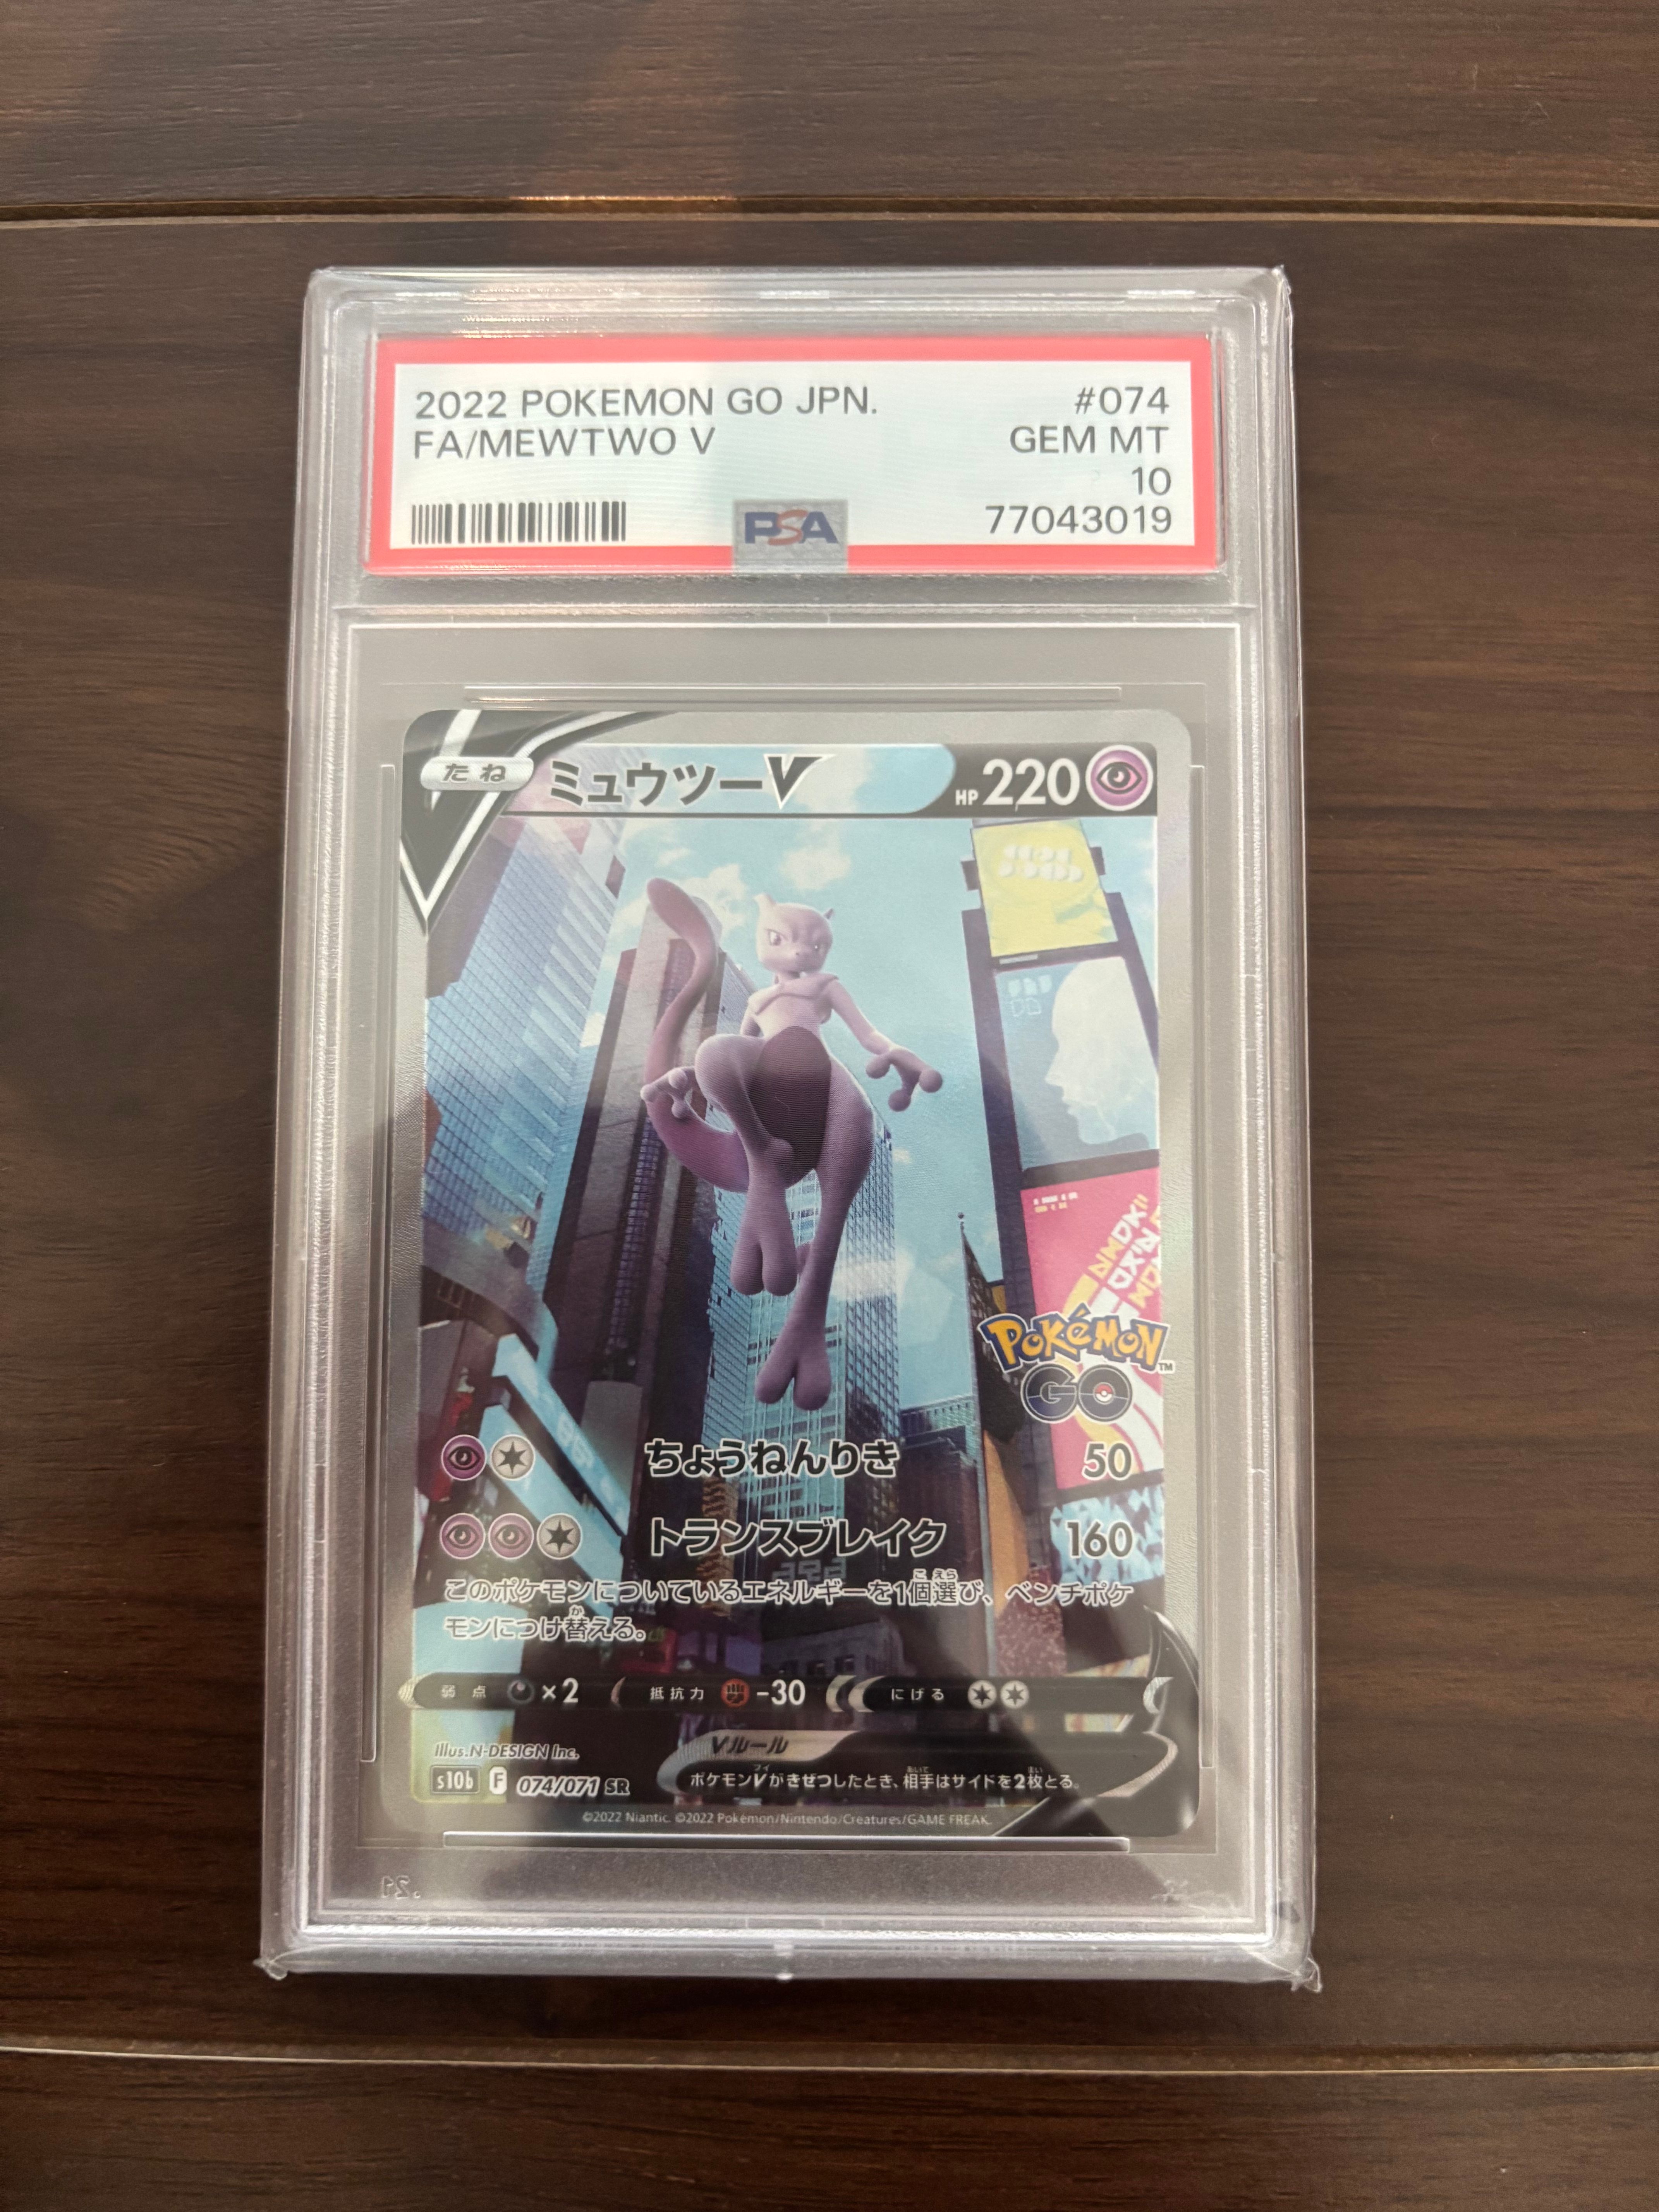 2022 POKEMON GO JPN. #074
FA/MEWTWO V GEM MT
10
PSA 77043019
たね ミュウツーV HP 220
POKéMON™
GO
ちょうねんりき 50
トランスブレイク 160
このポケモンについているエネルギーを1個選び、ベンチポケ
モンにつけ替える。
弱点 ×2 抵抗力 -30 にげる
Illus.N-DESIGN Inc. Vルール
s10b F 074/071 SR ポケモンVがきぜつしたとき、相手はサイドを2枚とる。
©2022 Niantic. ©2022 Pokémon/Nintendo/Creatures/GAME FREAK.